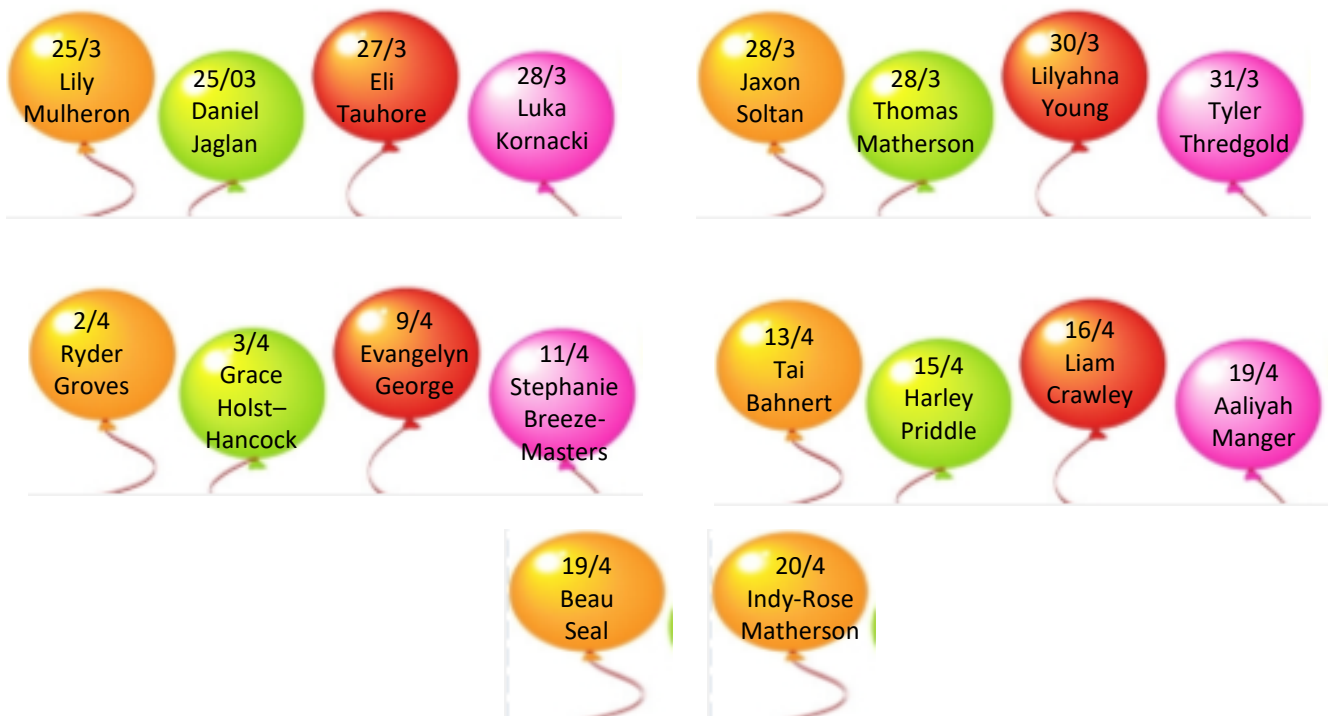 25/3
Lily
Mulheron
25/03
Daniel
Jaglan
27/3
Eli
Tauhore
28/3
Luka
Kornacki
28/3
Jaxon
Soltan
28/3
Thomas
Matherson
30/3
Lilyahna
Young
31/3
Tyler
Thredgold
2/4
Ryder
Groves
3/4
Grace
Holst–
Hancock
9/4
Evangelyn
George
11/4
Stephanie
Breeze-
Masters
13/4
Tai
Bahnert
15/4
Harley
Priddle
16/4
Liam
Crawley
19/4
Aaliyah
Manger
19/4
Beau
Seal
20/4
Indy-Rose
Matherson